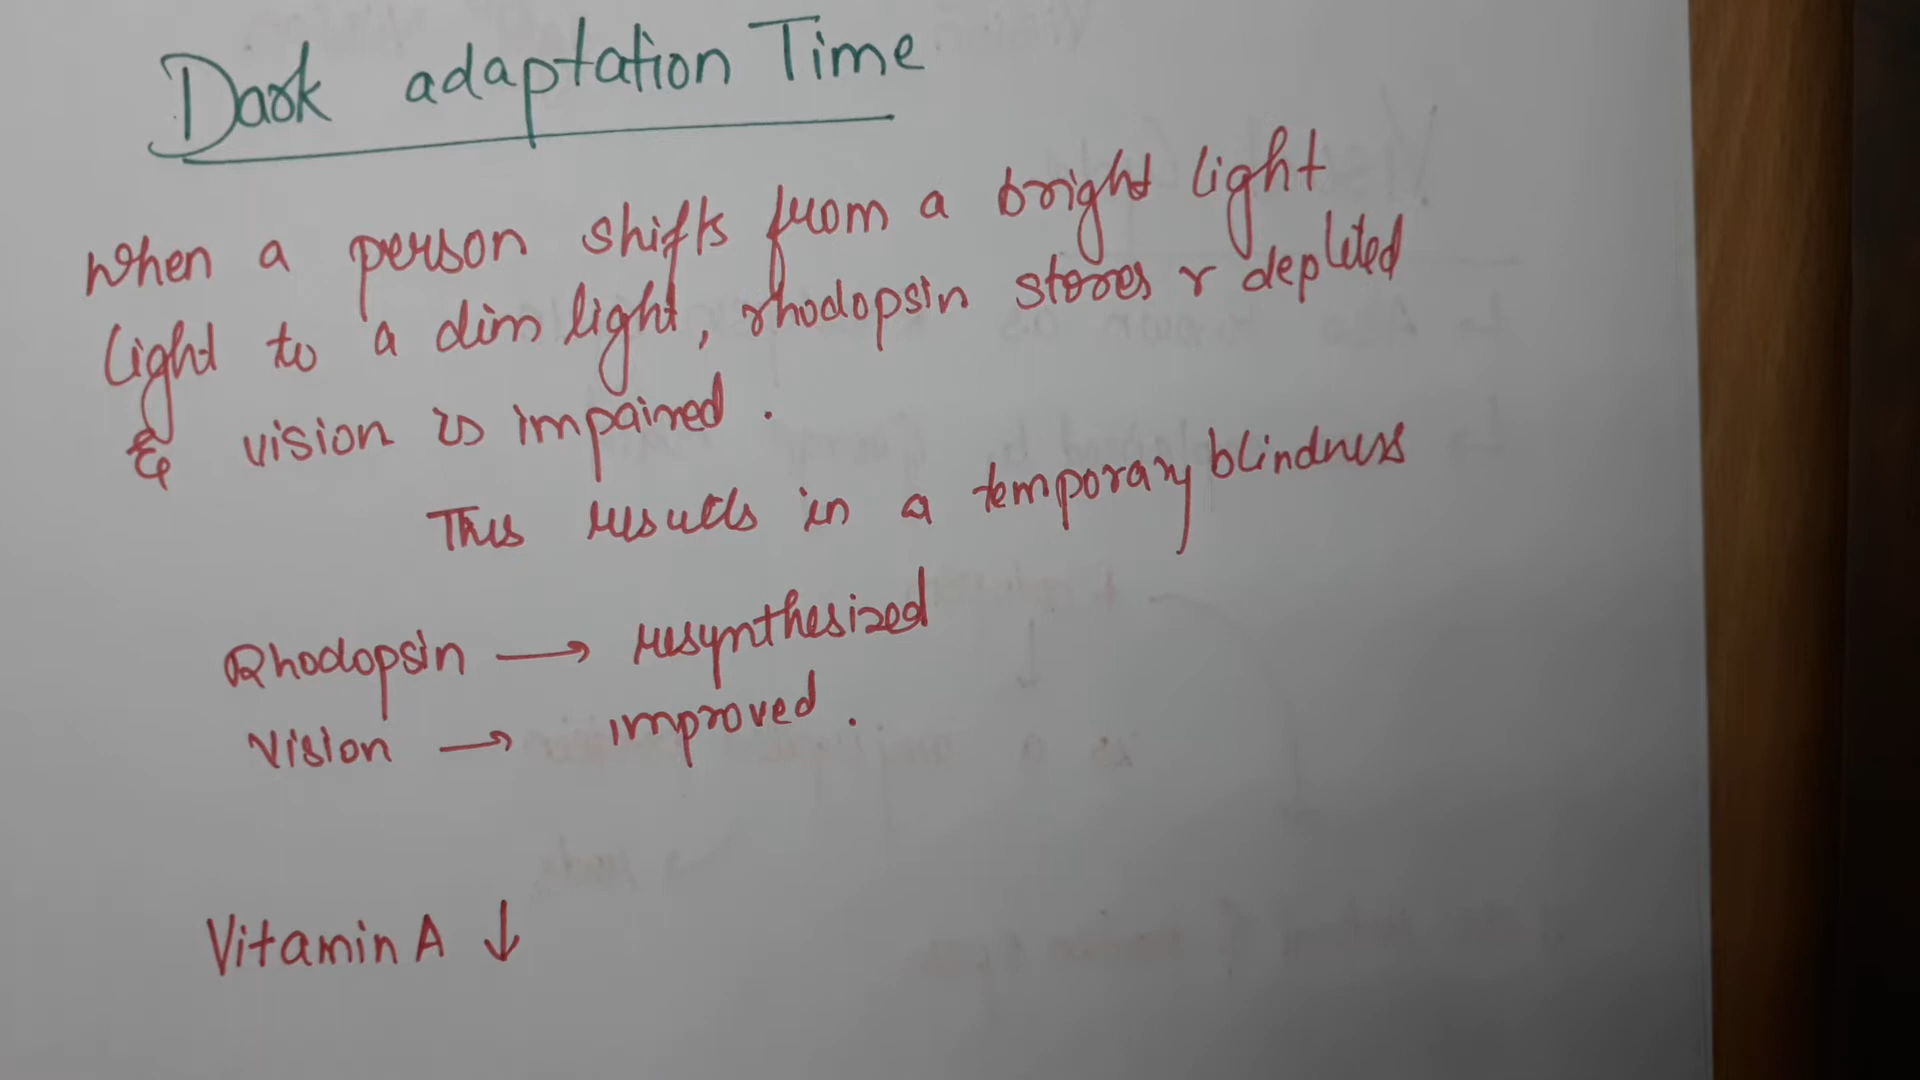 Dark adaptation Time
When a person shifts from a bright light
light to a dim light, rhodopsin stores r depleted
& vision is impaired.
This results in a temporary blindness
Rhodopsin → resynthesized
Vision → improved.
Vitamin A ↓